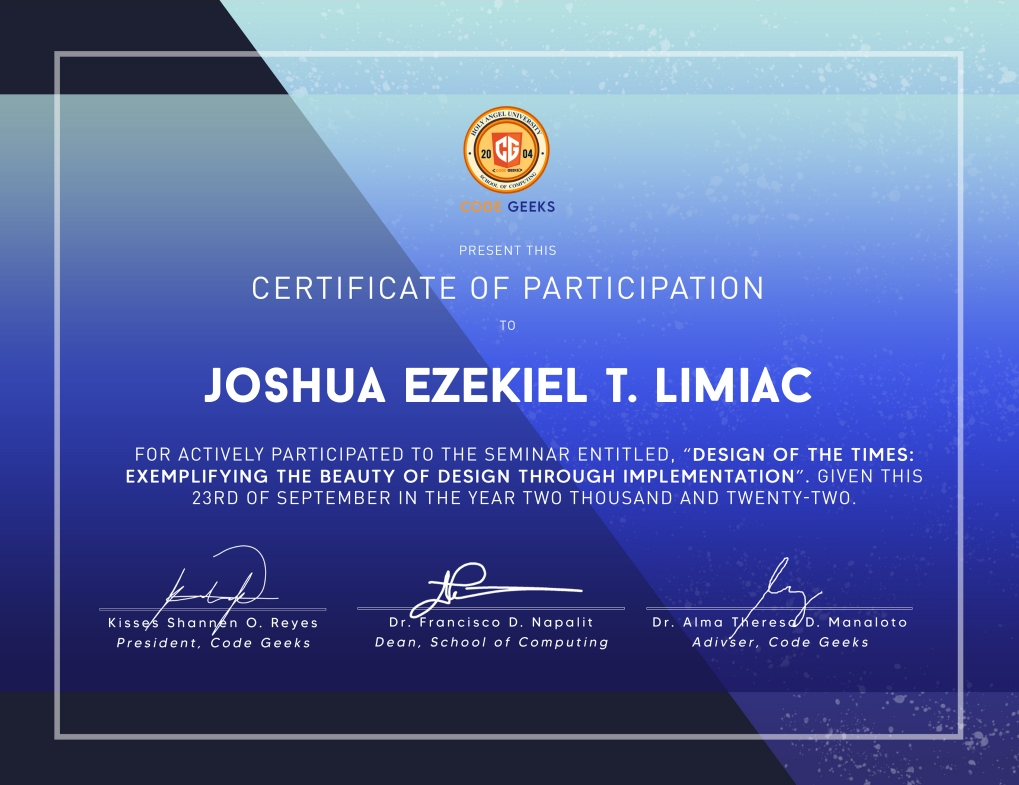 HOLY ANGEL UNIVERSITY
20 CG 04
<CODE GEEKS>
SCHOOL OF COMPUTING
CODE GEEKS
PRESENT THIS
CERTIFICATE OF PARTICIPATION
TO
JOSHUA EZEKIEL T. LIMIAC
FOR ACTIVELY PARTICIPATED TO THE SEMINAR ENTITLED, “DESIGN OF THE TIMES:
EXEMPLIFYING THE BEAUTY OF DESIGN THROUGH IMPLEMENTATION”. GIVEN THIS
23RD OF SEPTEMBER IN THE YEAR TWO THOUSAND AND TWENTY-TWO.
Kisses Shannen O. Reyes
President, Code Geeks
Dr. Francisco D. Napalit
Dean, School of Computing
Dr. Alma Theresa D. Manaloto
Adivser, Code Geeks